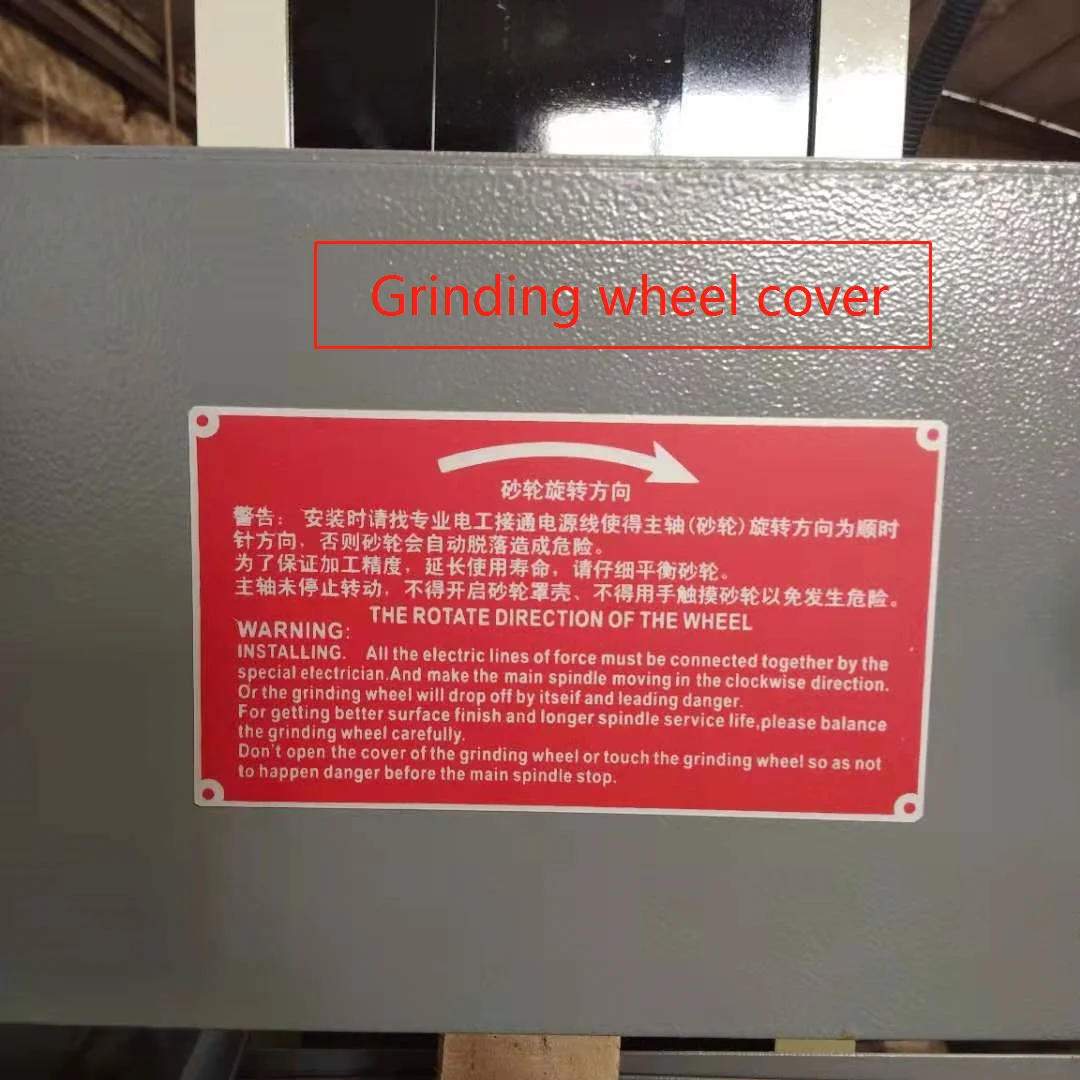 Grinding wheel cover
砂轮旋转方向
警告: 安装时请找专业电工接通电源线使得主轴(砂轮)旋转方向为顺时
针方向，否则砂轮会自动脱落造成危险。
为了保证加工精度，延长使用寿命，请仔细平衡砂轮。
主轴未停止转动，不得开启砂轮罩壳、不得用手触摸砂轮以免发生危险。
THE ROTATE DIRECTION OF THE WHEEL
WARNING:
INSTALLING. All the electric lines of force must be connected together by the
special electrician.And make the main spindle moving in the clockwise direction.
Or the grinding wheel will drop off by itseif and leading danger.
For getting better surface finish and longer spindle service life,please balance
the grinding wheel carefully.
Don't open the cover of the grinding wheel or touch the grinding wheel so as not
to happen danger before the main spindle stop.